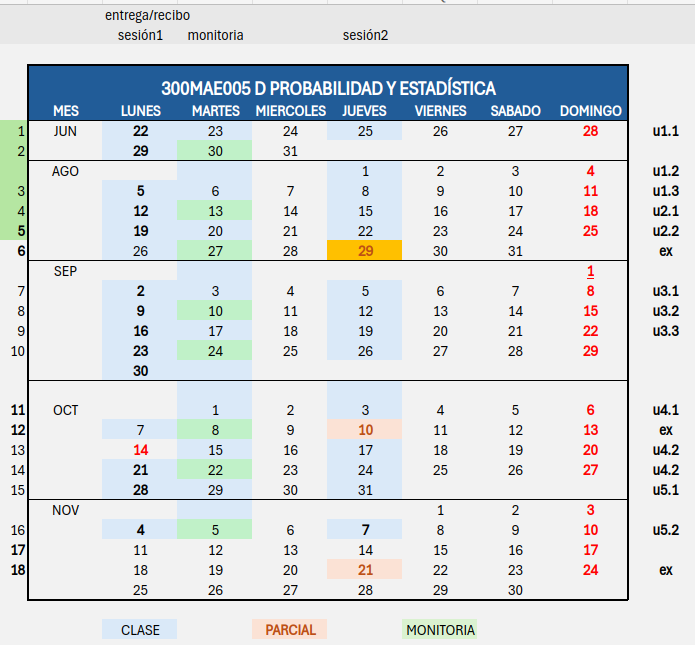 entrega/recibo
sesión1 monitoria sesión2
300MAE005 D PROBABILIDAD Y ESTADÍSTICA
MES LUNES MARTES MIERCOLES JUEVES VIERNES SABADO DOMINGO
1 JUN 22 23 24 25 26 27 28 u1.1
2 29 30 31
AGO 1 2 3 4 u1.2
3 5 6 7 8 9 10 11 u1.3
4 12 13 14 15 16 17 18 u2.1
5 19 20 21 22 23 24 25 u2.2
6 26 27 28 29 30 31 ex
SEP 1
7 2 3 4 5 6 7 8 u3.1
8 9 10 11 12 13 14 15 u3.2
9 16 17 18 19 20 21 22 u3.3
10 23 24 25 26 27 28 29
30
11 OCT 1 2 3 4 5 6 u4.1
12 7 8 9 10 11 12 13 ex
13 14 15 16 17 18 19 20 u4.2
14 21 22 23 24 25 26 27 u4.2
15 28 29 30 31 u5.1
NOV 1 2 3
16 4 5 6 7 8 9 10 u5.2
17 11 12 13 14 15 16 17
18 18 19 20 21 22 23 24 ex
25 26 27 28 29 30
CLASE PARCIAL MONITORIA